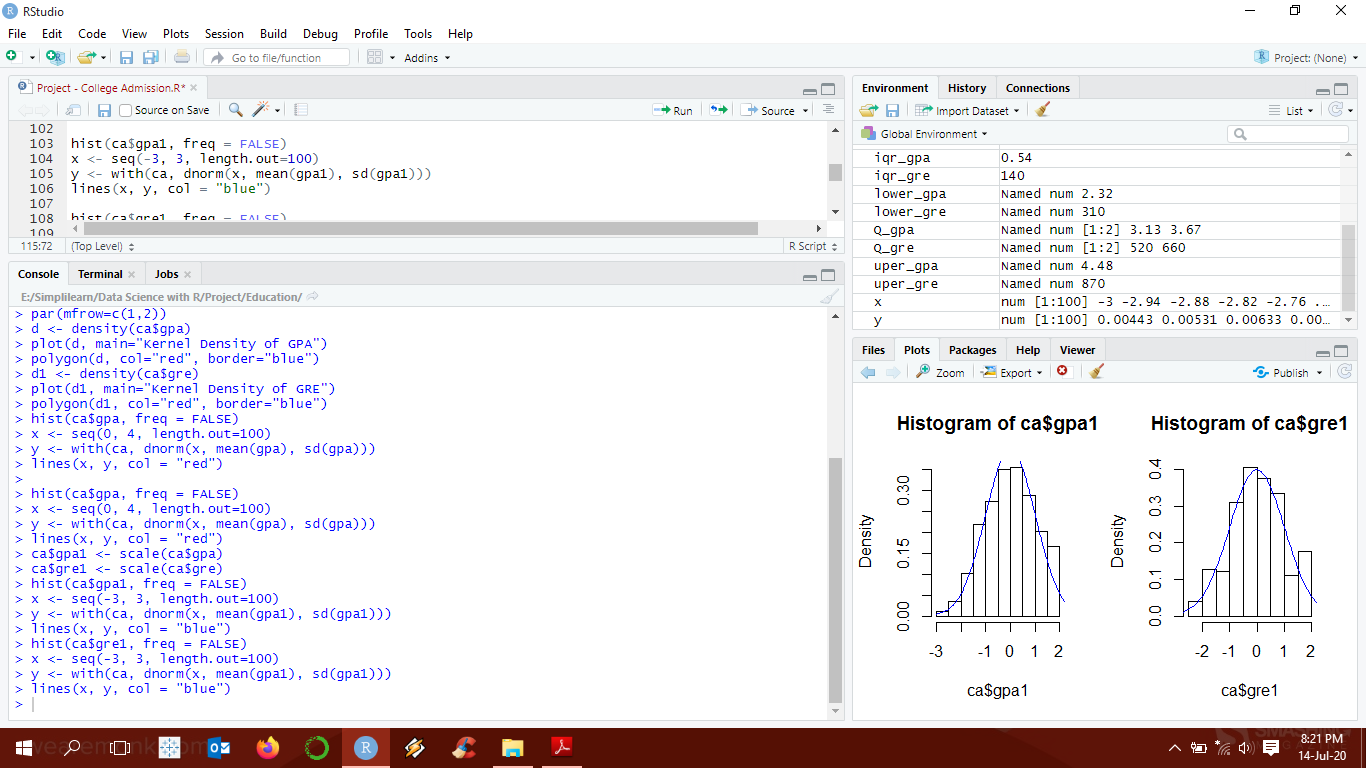 RStudio
File Edit Code View Plots Session Build Debug Profile Tools Help
Go to file/function Addins Project: (None)
Project - College Admission.R*
Source on Save Run Source
102
103 hist(ca$gpa1, freq = FALSE)
104 x <- seq(-3, 3, length.out=100)
105 y <- with(ca, dnorm(x, mean(gpa1), sd(gpa1)))
106 lines(x, y, col = "blue")
107
108 hist(ca$gre1, freq = FALSE)
109
115:72 (Top Level) R Script
Console Terminal Jobs
E:/Simplilearn/Data Science with R/Project/Education/
> par(mfrow=c(1,2))
> d <- density(ca$gpa)
> plot(d, main="Kernel Density of GPA")
> polygon(d, col="red", border="blue")
> d1 <- density(ca$gre)
> plot(d1, main="Kernel Density of GRE")
> polygon(d1, col="red", border="blue")
> hist(ca$gpa, freq = FALSE)
> x <- seq(0, 4, length.out=100)
> y <- with(ca, dnorm(x, mean(gpa), sd(gpa)))
> lines(x, y, col = "red")
>
> hist(ca$gpa, freq = FALSE)
> x <- seq(0, 4, length.out=100)
> y <- with(ca, dnorm(x, mean(gpa), sd(gpa)))
> lines(x, y, col = "red")
> ca$gpa1 <- scale(ca$gpa)
> ca$gre1 <- scale(ca$gre)
> hist(ca$gpa1, freq = FALSE)
> x <- seq(-3, 3, length.out=100)
> y <- with(ca, dnorm(x, mean(gpa1), sd(gpa1)))
> lines(x, y, col = "blue")
> hist(ca$gre1, freq = FALSE)
> x <- seq(-3, 3, length.out=100)
> y <- with(ca, dnorm(x, mean(gpa1), sd(gpa1)))
> lines(x, y, col = "blue")
>
Environment History Connections
Import Dataset List
Global Environment
iqr_gpa 0.54
iqr_gre 140
lower_gpa Named num 2.32
lower_gre Named num 310
Q_gpa Named num [1:2] 3.13 3.67
Q_gre Named num [1:2] 520 660
uper_gpa Named num 4.48
uper_gre Named num 870
x num [1:100] -3 -2.94 -2.88 -2.82 -2.76 ...
y num [1:100] 0.00443 0.00531 0.00633 0.00...
Files Plots Packages Help Viewer
Zoom Export Publish
Histogram of ca$gpa1
0.30
0.15
0.00
Density
-3 -1 0 1 2
ca$gpa1
Histogram of ca$gre1
0.4
0.3
0.2
0.1
0.0
Density
-2 -1 0 1 2
ca$gre1
8:21 PM
14-Jul-20